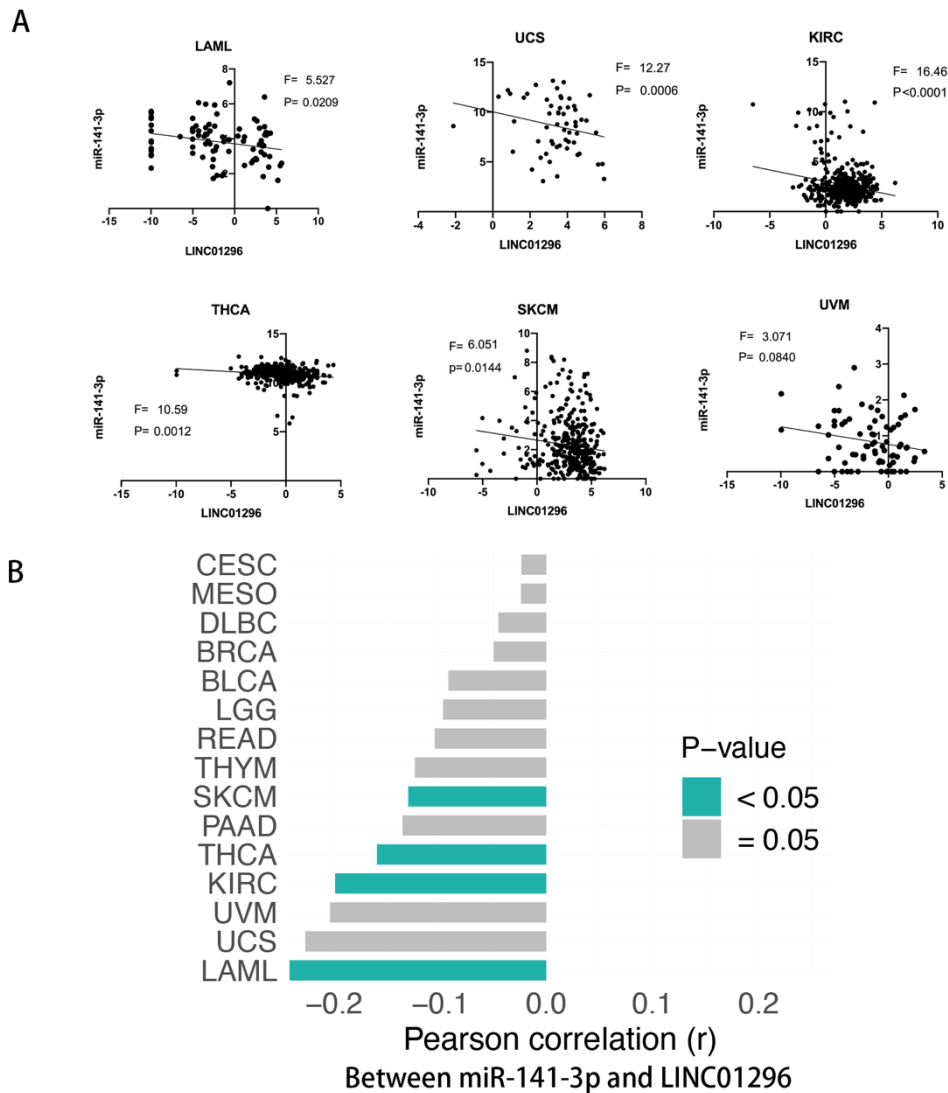 A
LAML
8
6
4
2
F= 5.527
P= 0.0209
miR-141-3p
-15 -10 -5 0 5 10
LINC01296
UCS
15
10
5
F= 12.27
P= 0.0006
miR-141-3p
-2 0 2 4 6 8
LINC01296
KIRC
15
10
5
F= 16.46
P<0.0001
miR-141-3p
-10 -5 0 5 10
LINC01296
THCA
15
10
5
F= 10.59
P= 0.0012
miR-141-3p
-15 -10 -5 0 5
LINC01296
SKCM
10
8
6
4
2
F= 6.051
p=0.0144
miR-141-3p
-10 -5 0 5 10
LINC01296
UVM
4
3
2
1
F= 3.071
P= 0.0840
miR-141-3p
-15 -10 -5 0 5
LINC01296
B
CESC
MESO
DLBC
BRCA
BLCA
LGG
READ
THYM
SKCM
PAAD
THCA
KIRC
UVM
UCS
LAML
P−value
< 0.05
= 0.05
−0.2 −0.1 0.0 0.1 0.2
Pearson correlation (r)
Between miR-141-3p and LINC01296